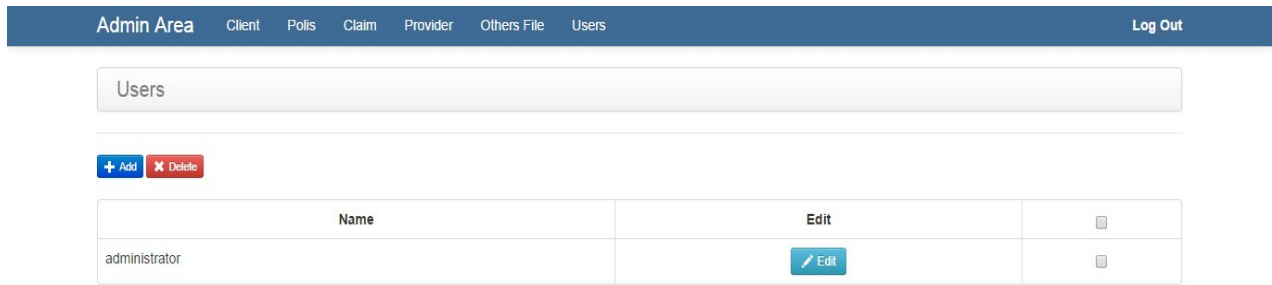 Admin Area Client Polis Claim Provider Others File Users Log Out
Users
Add Delete
Name Edit
administrator Edit